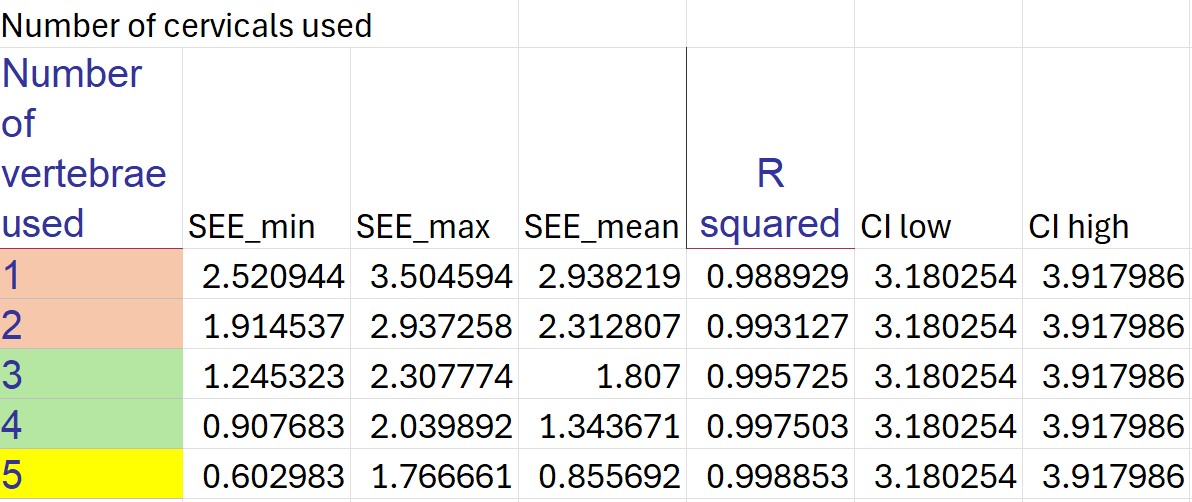 Number of cervicals used
Number
of
vertebrae R
used SEE_min SEE_max SEE_mean squared CI low CI high
1 2.520944 3.504594 2.938219 0.988929 3.180254 3.917986
2 1.914537 2.937258 2.312807 0.993127 3.180254 3.917986
3 1.245323 2.307774 1.807 0.995725 3.180254 3.917986
4 0.907683 2.039892 1.343671 0.997503 3.180254 3.917986
5 0.602983 1.766661 0.855692 0.998853 3.180254 3.917986